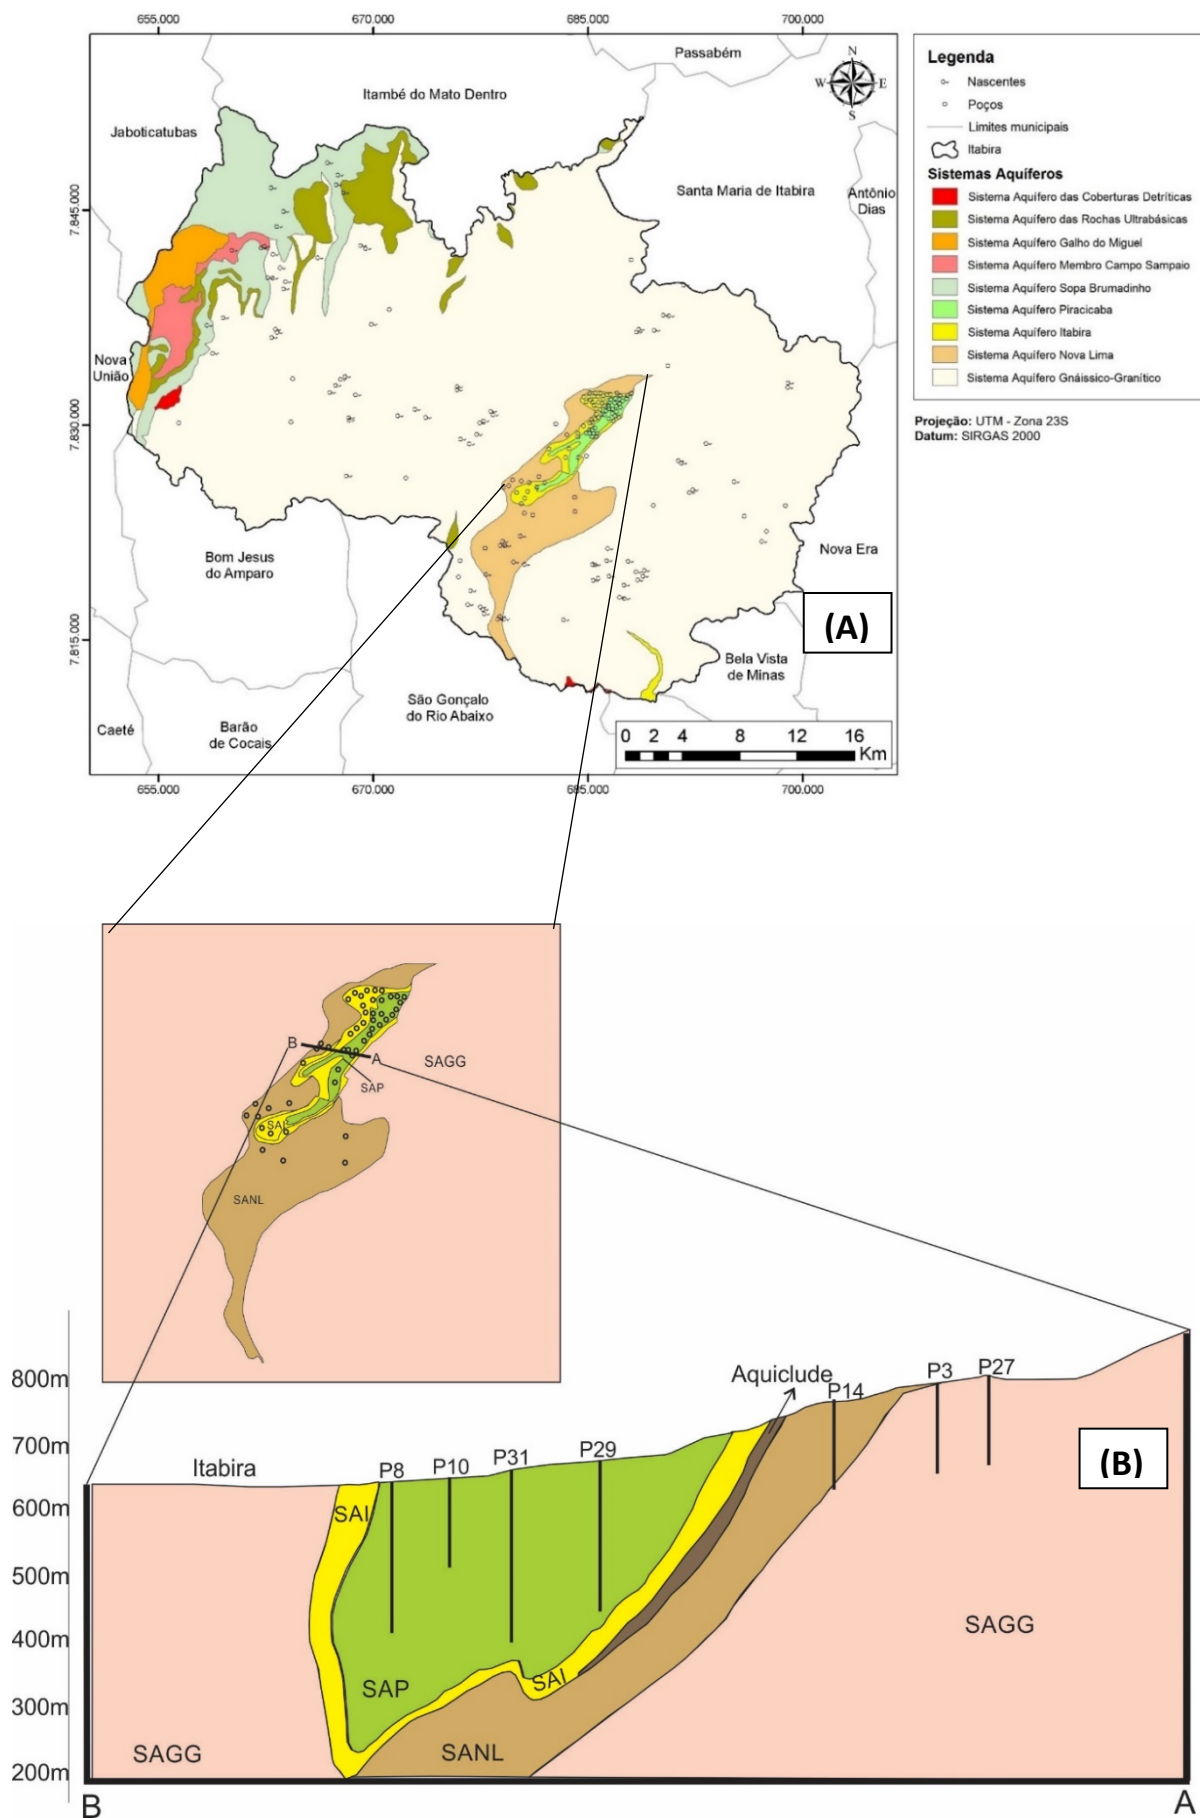 655.000
670.000
685.000
700.000
Passabém
Itambé do Mato Dentro
Jaboticatubas
N
W
E
S
Santa Maria de Itabira
Antônio
Dias
7.845.000
Nova
União
7.830.000
Bom Jesus
do Amparo
Nova Era
7.815.000
(A)
Bela Vista
de Minas
São Gonçalo
do Rio Abaixo
Caeté
Barão
de Cocais
0 2 4 8 12 16
Km
655.000
670.000
685.000
700.000
Legenda
Nascentes
Poços
Limites municipais
Itabira
Sistemas Aquíferos
Sistema Aquífero das Coberturas Detríticas
Sistema Aquífero das Rochas Ultrabásicas
Sistema Aquífero Galho do Miguel
Sistema Aquífero Membro Campo Sampaio
Sistema Aquífero Sopa Brumadinho
Sistema Aquífero Piracicaba
Sistema Aquífero Itabira
Sistema Aquífero Nova Lima
Sistema Aquífero Gnáissico-Granítico
Projeção: UTM - Zona 23S
Datum: SIRGAS 2000
B
A
SAGG
SAP
SAI
SANL
800m
700m
600m
500m
400m
300m
200m
Aquiclude
P14
P3
P27
Itabira
P8
P10
P31
P29
(B)
SAI
SAGG
SAP
SAI
SANL
SAGG
B
A